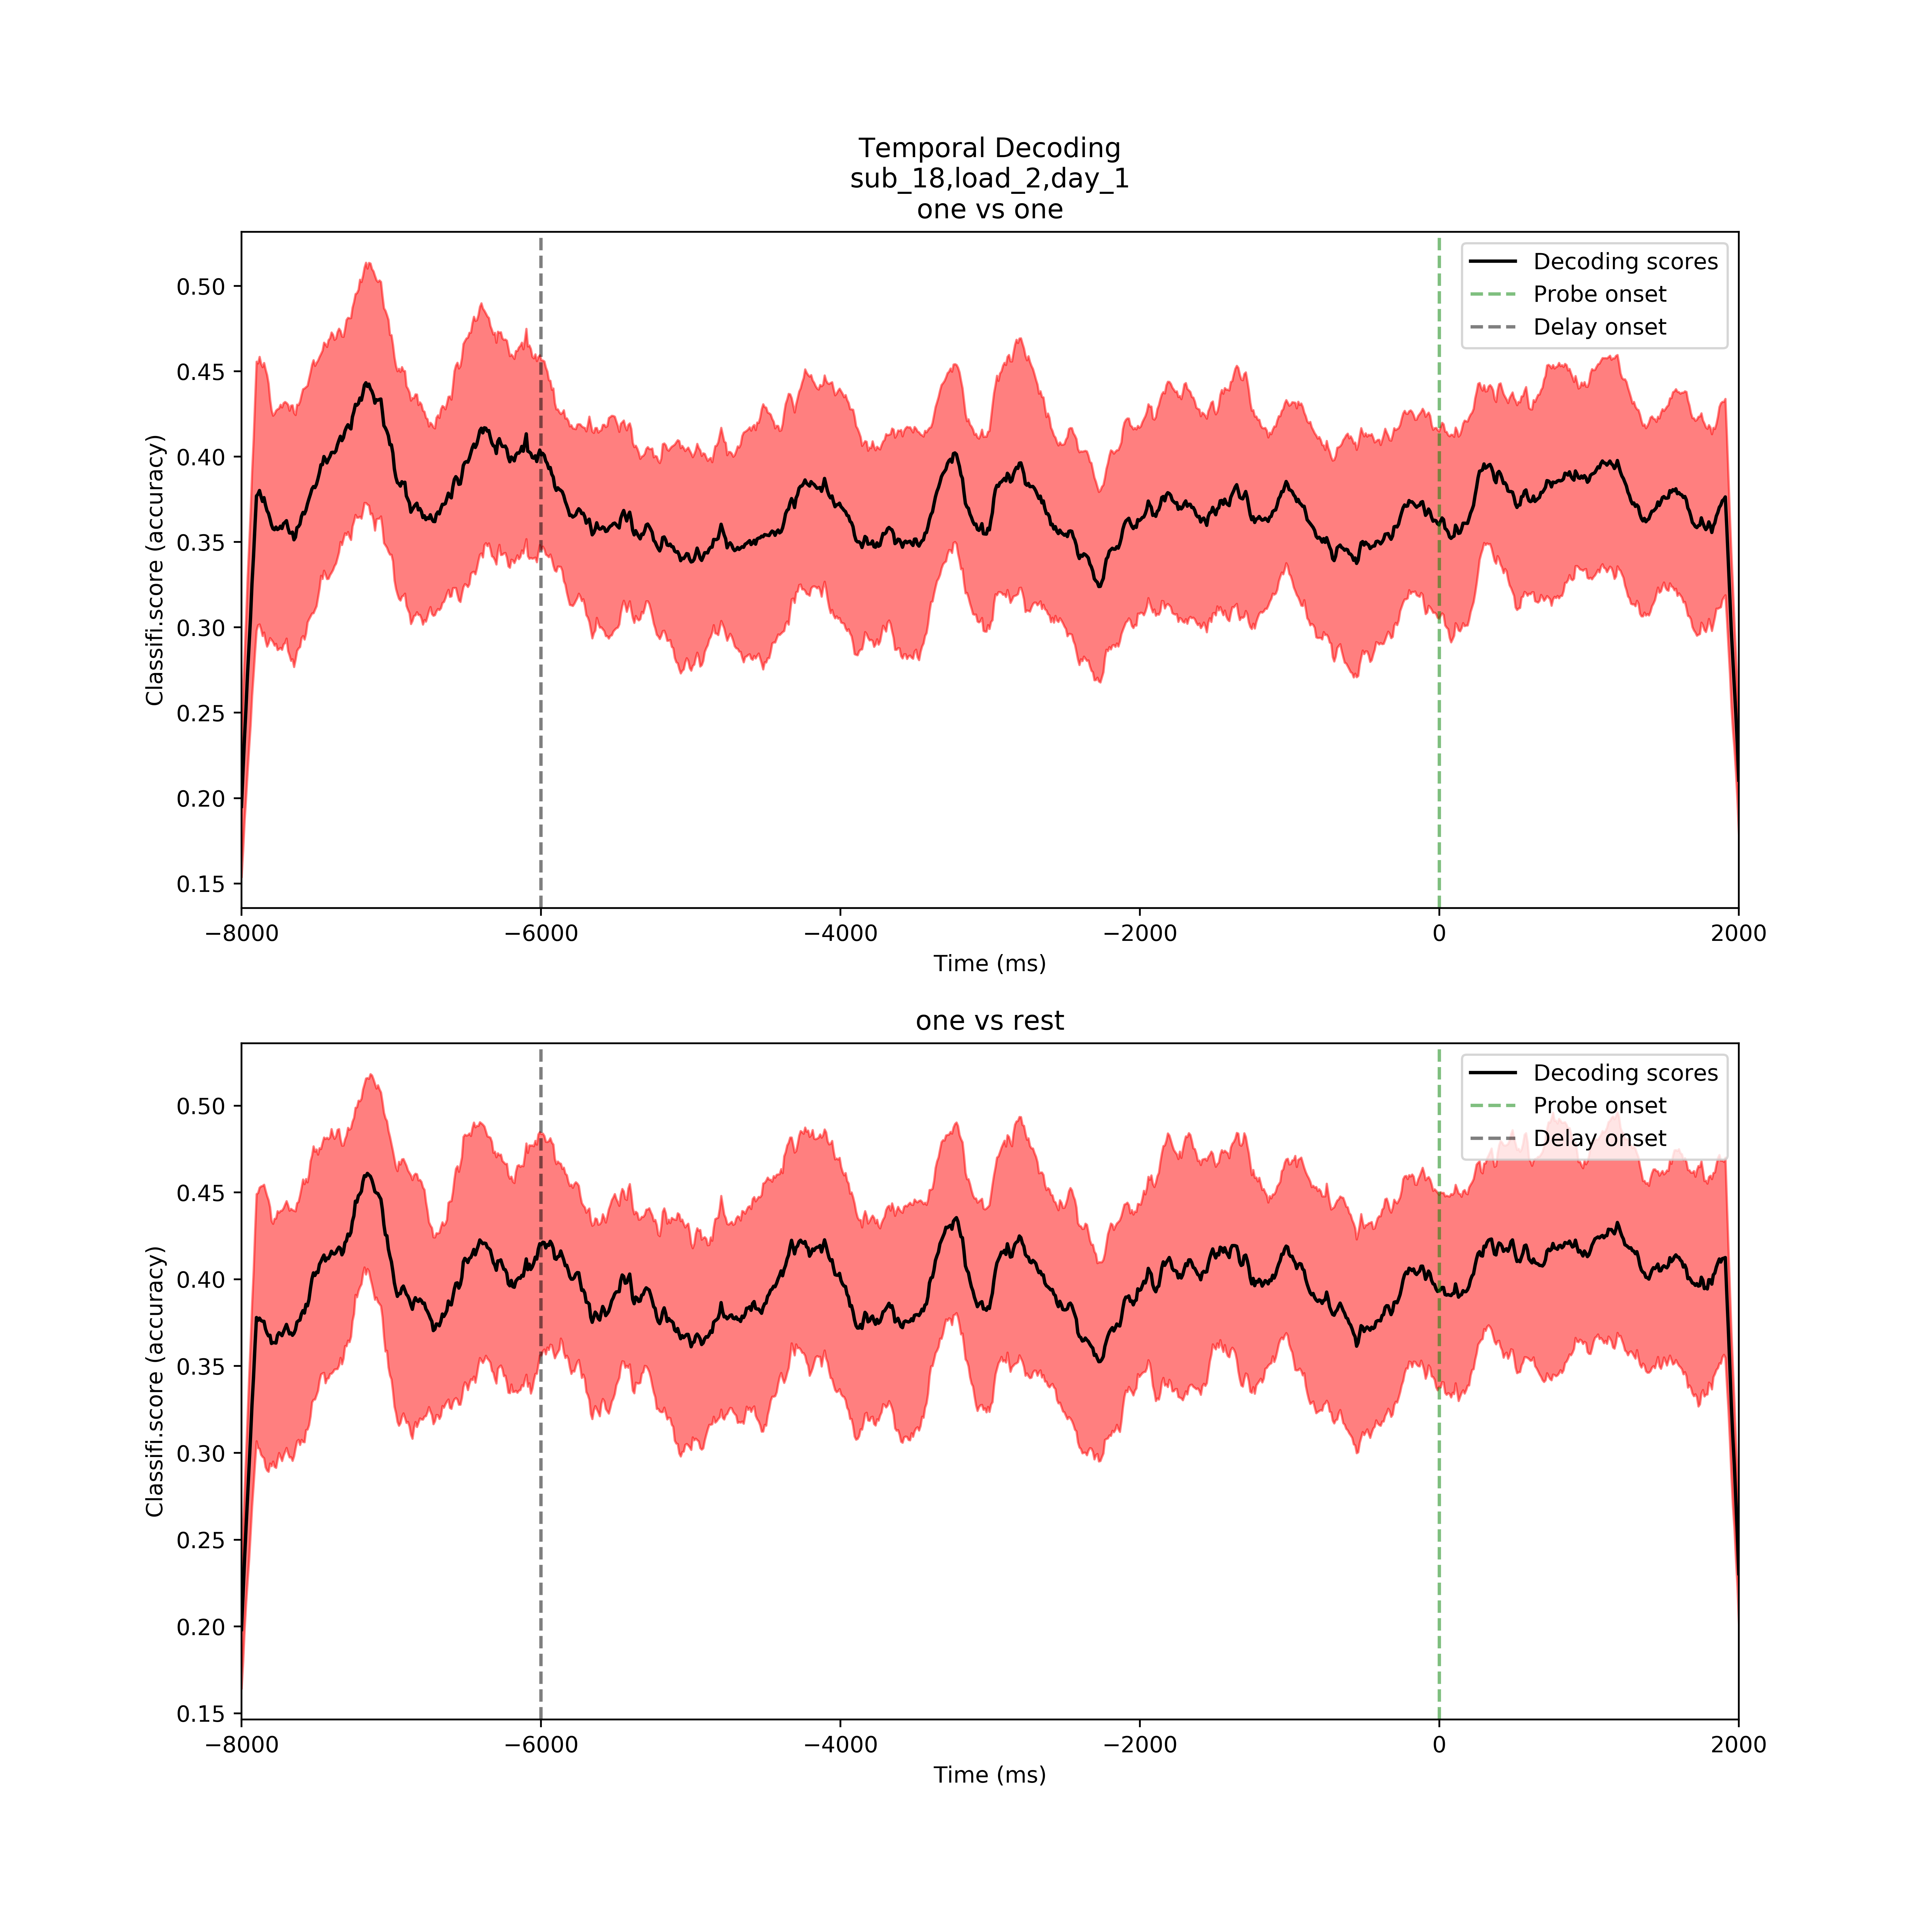 Temporal Decoding
sub_18,load_2,day_1
one vs one
Classifi.score (accuracy)
0.50
0.45
0.40
0.35
0.30
0.25
0.20
0.15
Decoding scores
Probe onset
Delay onset
−8000 −6000 −4000 −2000 0 2000
Time (ms)
one vs rest
Classifi.score (accuracy)
0.50
0.45
0.40
0.35
0.30
0.25
0.20
0.15
Decoding scores
Probe onset
Delay onset
−8000 −6000 −4000 −2000 0 2000
Time (ms)